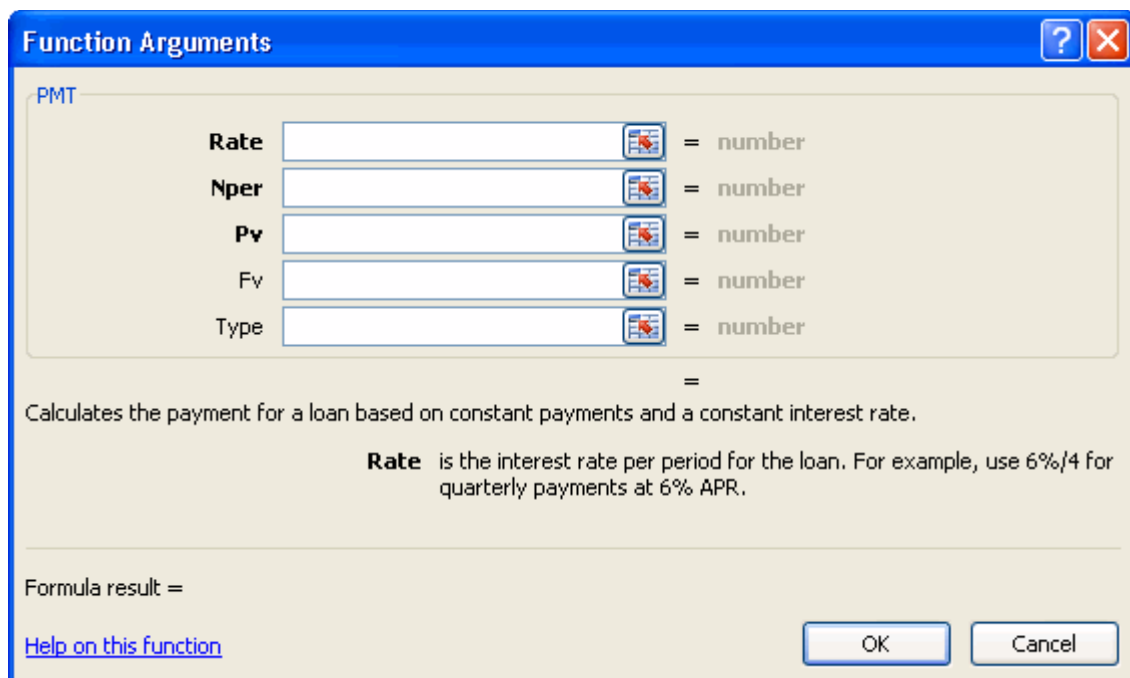 Function Arguments
PMT
Rate = number
Nper = number
Pv = number
Fv = number
Type = number
=
Calculates the payment for a loan based on constant payments and a constant interest rate.
Rate is the interest rate per period for the loan. For example, use 6%/4 for
quarterly payments at 6% APR.
Formula result =
Help on this function
OK Cancel